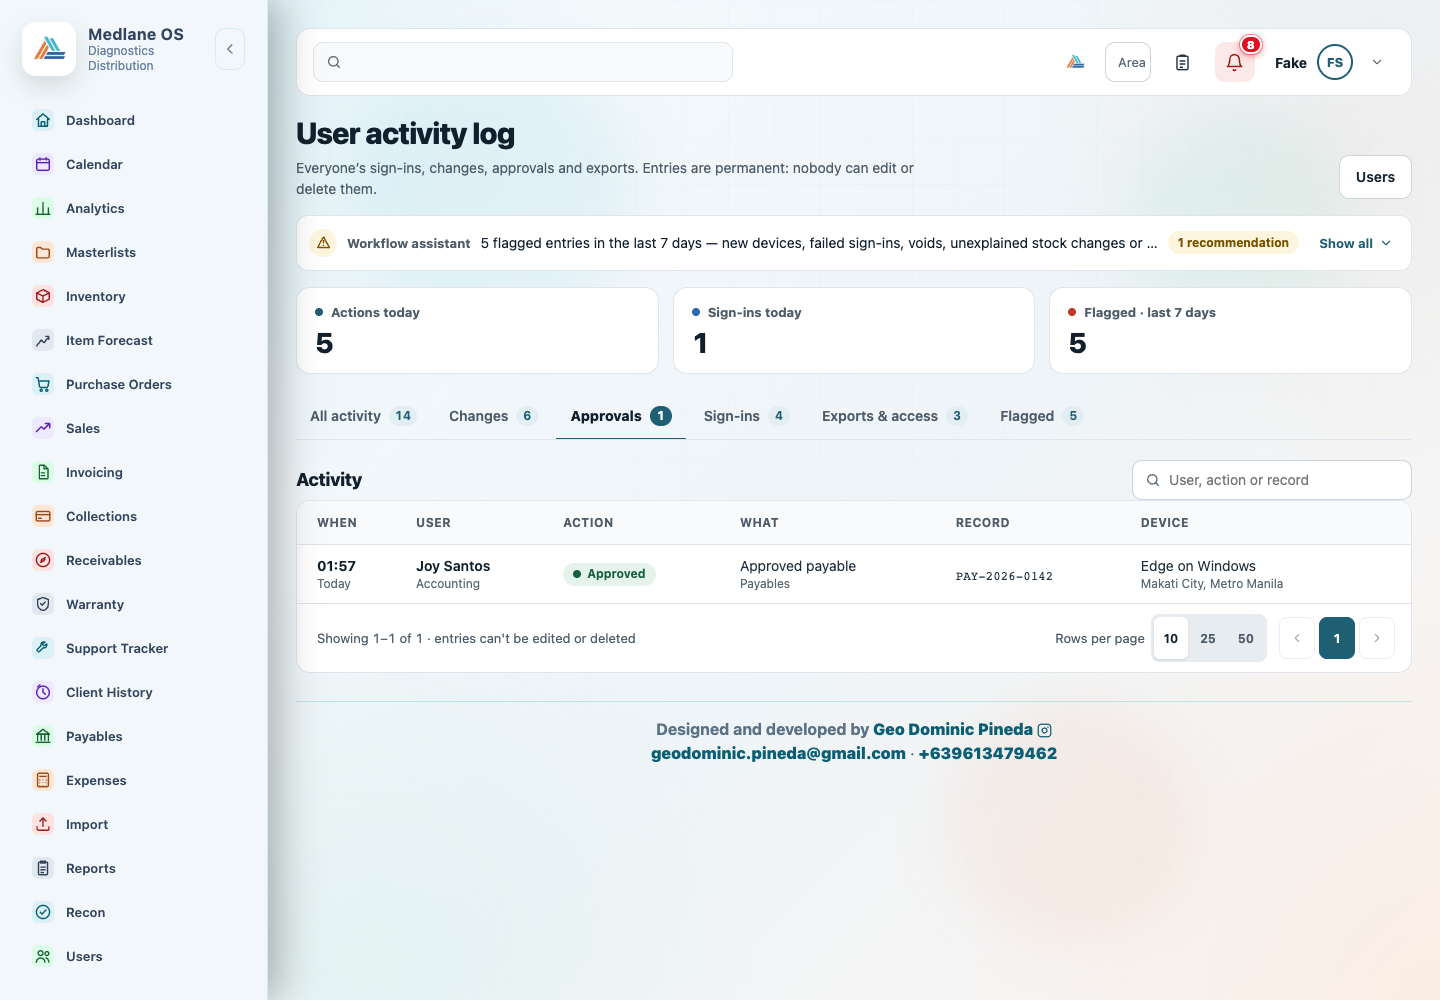 Medlane OS
Diagnostics
Distribution
Dashboard
Calendar
Analytics
Masterlists
Inventory
Item Forecast
Purchase Orders
Sales
Invoicing
Collections
Receivables
Warranty
Support Tracker
Client History
Payables
Expenses
Import
Reports
Recon
Users
Area
8
Fake
FS
User activity log
Everyone's sign-ins, changes, approvals and exports. Entries are permanent: nobody can edit or
delete them.
Users
Workflow assistant 5 flagged entries in the last 7 days — new devices, failed sign-ins, voids, unexplained stock changes or ... 1 recommendation Show all
Actions today
5
Sign-ins today
1
Flagged · last 7 days
5
All activity 14 Changes 6 Approvals 1 Sign-ins 4 Exports & access 3 Flagged 5
Activity
User, action or record
WHEN USER ACTION WHAT RECORD DEVICE
01:57 Joy Santos Approved Approved payable PAY-2026-0142 Edge on Windows
Today Accounting Payables Makati City, Metro Manila
Showing 1–1 of 1 · entries can't be edited or deleted
Rows per page 10 25 50 1
Designed and developed by Geo Dominic Pineda
geodominic.pineda@gmail.com · +639613479462